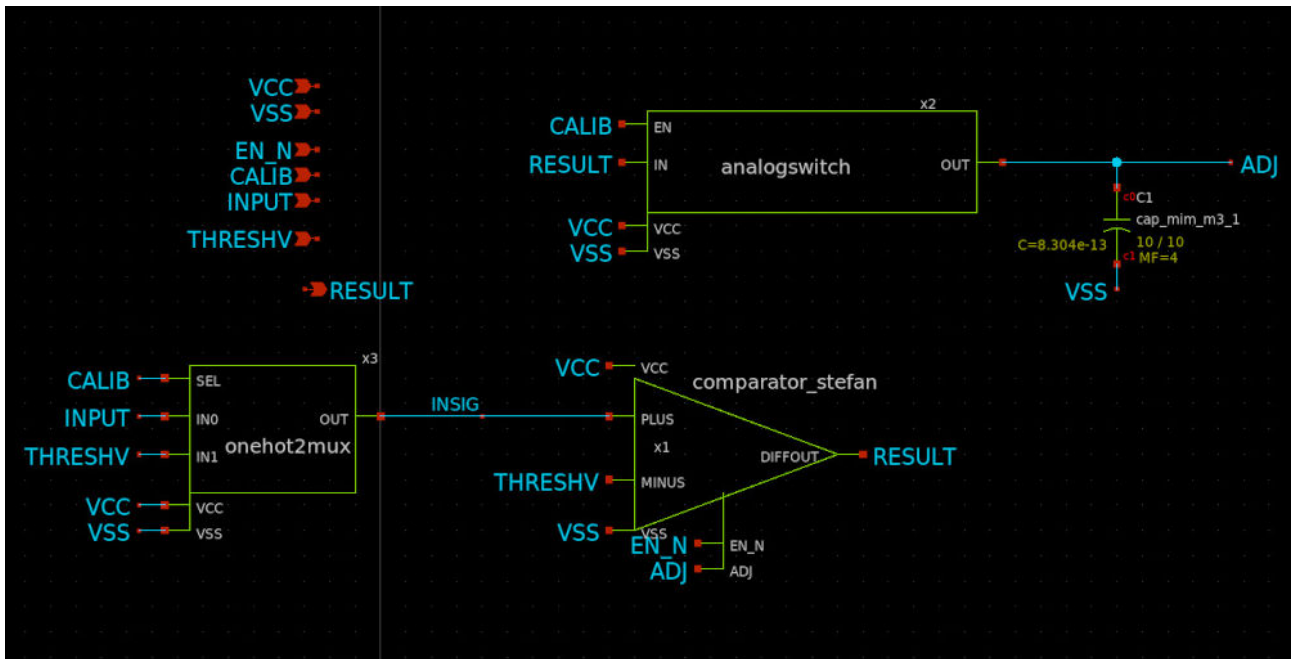 VCC
VSS
EN_N
CALIB
INPUT
THRESHV
RESULT
x2
CALIB
EN
RESULT
IN
analogswitch
OUT
ADJ
VCC
VCC
VSS
VSS
c0
C1
cap_mim_m3_1
C=8.304e-13
10 / 10
c1
MF=4
VSS
x3
CALIB
SEL
INPUT
IN0
OUT
THRESHV
IN1
onehot2mux
VCC
VCC
VSS
VSS
INSIG
VCC
VCC
comparator_stefan
PLUS
x1
DIFFOUT
RESULT
THRESHV
MINUS
VSS
VSS
EN_N
EN_N
ADJ
ADJ